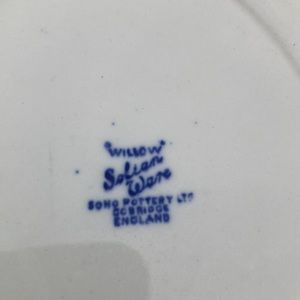 "WILLOW"
Solian
Ware
SOHO POTTERY LTD
COBRIDGE
ENGLAND